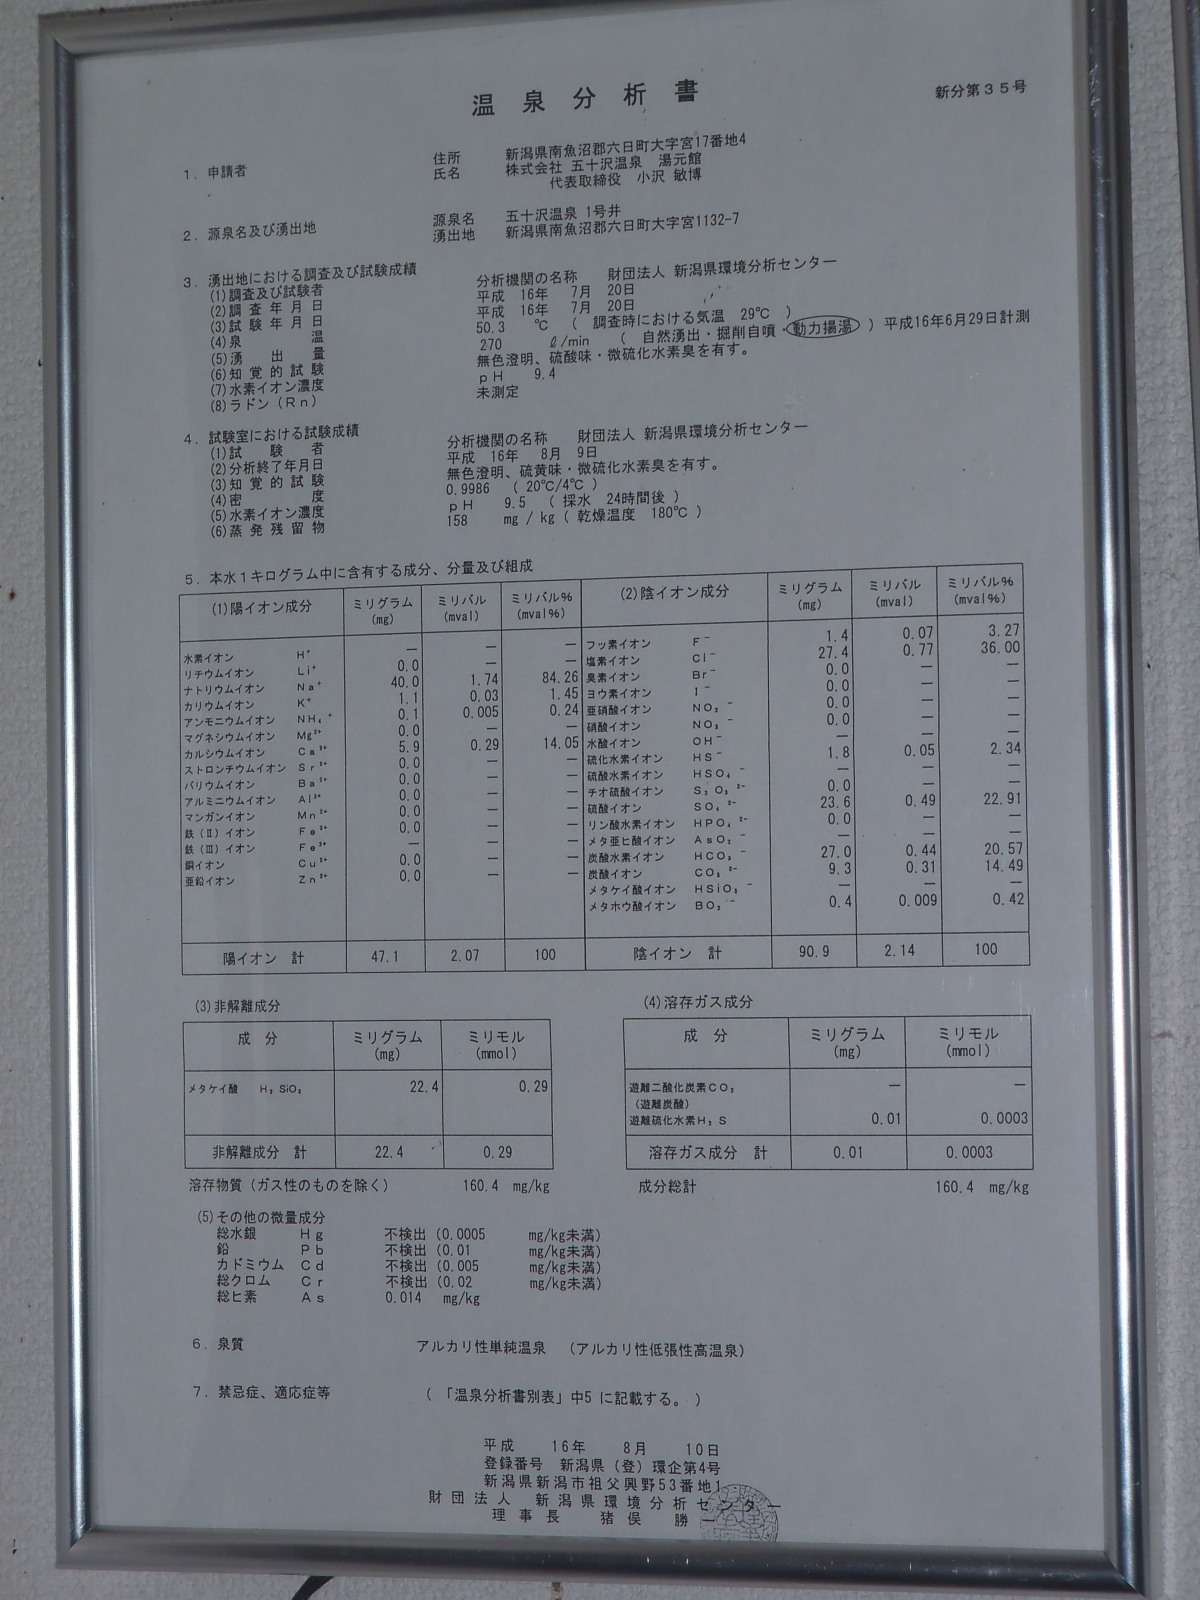 温泉分析書
新分第３５号
1．申請者
住所 新潟県南魚沼郡六日町大字宮17番地4
氏名 株式会社 五十沢温泉 湯元館
代表取締役 小沢 敏博
2．源泉名及び湧出地
源泉名 五十沢温泉 1号井
湧出地 新潟県南魚沼郡六日町大字宮1132-7
3．湧出地における調査及び試験成績
(1)調査及び試験者 分析機関の名称 財団法人 新潟県環境分析センター
(2)調査年月日 平成 16年 7月 20日
(3)試験年月日 平成 16年 7月 20日
(4)泉温 50.3 ℃ （ 調査時における気温 29℃ ）
(5)湧出量 270 ℓ/min （ 自然湧出・掘削自噴・動力揚湯 ）平成16年6月29日計測
(6)知覚的試験 無色澄明、硫酸味・微硫化水素臭を有す。
(7)水素イオン濃度 ｐＨ 9.4
(8)ラドン（Ｒｎ） 未測定
4．試験室における試験成績
(1)試験者 分析機関の名称 財団法人 新潟県環境分析センター
(2)分析終了年月日 平成 16年 8月 9日
(3)知覚的試験 無色澄明、硫黄味・微硫化水素臭を有す。
(4)密度 0.9986 （ 20℃/4℃ ）
(5)水素イオン濃度 ｐＨ 9.5 （ 採水 24時間後 ）
(6)蒸発残留物 158 mg / kg（ 乾燥温度 180℃ ）
5．本水１キログラム中に含有する成分、分量及び組成
(1)陽イオン成分 ミリグラム (mg) ミリバル (mval) ミリバル% (mval%)
水素イオン H⁺ — — —
リチウムイオン Li⁺ 0.0 — —
ナトリウムイオン Na⁺ 40.0 1.74 84.26
カリウムイオン K⁺ 1.1 0.03 1.45
アンモニウムイオン NH₄⁺ 0.1 0.005 0.24
マグネシウムイオン Mg²⁺ 0.0 — —
カルシウムイオン Ca²⁺ 5.9 0.29 14.05
ストロンチウムイオン Sr²⁺ 0.0 — —
バリウムイオン Ba²⁺ 0.0 — —
アルミニウムイオン Al³⁺ 0.0 — —
マンガンイオン Mn²⁺ 0.0 — —
鉄(Ⅱ)イオン Fe²⁺ 0.0 — —
鉄(Ⅲ)イオン Fe³⁺ — — —
銅イオン Cu²⁺ 0.0 — —
亜鉛イオン Zn²⁺ 0.0 — —
陽イオン 計 47.1 2.07 100
(2)陰イオン成分 ミリグラム (mg) ミリバル (mval) ミリバル% (mval%)
フッ素イオン F⁻ 1.4 0.07 3.27
塩素イオン Cl⁻ 27.4 0.77 36.00
臭素イオン Br⁻ 0.0 — —
ヨウ素イオン I⁻ 0.0 — —
亜硝酸イオン NO₂⁻ 0.0 — —
硝酸イオン NO₃⁻ 0.0 — —
水酸イオン OH⁻ — — —
硫化水素イオン HS⁻ 1.8 0.05 2.34
硫酸水素イオン HSO₄⁻ — — —
チオ硫酸イオン S₂O₃²⁻ 0.0 — —
硫酸イオン SO₄²⁻ 23.6 0.49 22.91
リン酸水素イオン HPO₄²⁻ 0.0 — —
メタ亜ヒ酸イオン AsO₂⁻ — — —
炭酸水素イオン HCO₃⁻ 27.0 0.44 20.57
炭酸イオン CO₃²⁻ 9.3 0.31 14.49
メタケイ酸イオン HSiO₃⁻ — — —
メタホウ酸イオン BO₂⁻ 0.4 0.009 0.42
陰イオン 計 90.9 2.14 100
(3)非解離成分
成 分 ミリグラム (mg) ミリモル (mmol)
メタケイ酸 H₂SiO₃ 22.4 0.29
非解離成分 計 22.4 0.29
(4)溶存ガス成分
成 分 ミリグラム (mg) ミリモル (mmol)
遊離二酸化炭素CO₂ — —
（遊離炭酸）
遊離硫化水素H₂S 0.01 0.0003
溶存ガス成分 計 0.01 0.0003
溶存物質（ガス性のものを除く） 160.4 mg/kg
成分総計 160.4 mg/kg
(5)その他の微量成分
総水銀 Ｈｇ 不検出（0.0005 mg/kg未満）
鉛 Ｐｂ 不検出（0.01 mg/kg未満）
カドミウム Ｃｄ 不検出（0.005 mg/kg未満）
総クロム Ｃｒ 不検出（0.02 mg/kg未満）
総ヒ素 Ａｓ 0.014 mg/kg
6．泉質 アルカリ性単純温泉 （アルカリ性低張性高温泉）
7．禁忌症、適応症等 （ 「温泉分析書別表」中5 に記載する。 ）
平成 16年 8月 10日
登録番号 新潟県（登）環企第4号
新潟県新潟市祖父興野53番地1
財団法人 新潟県環境分析センター
理事長 猪俣 勝一